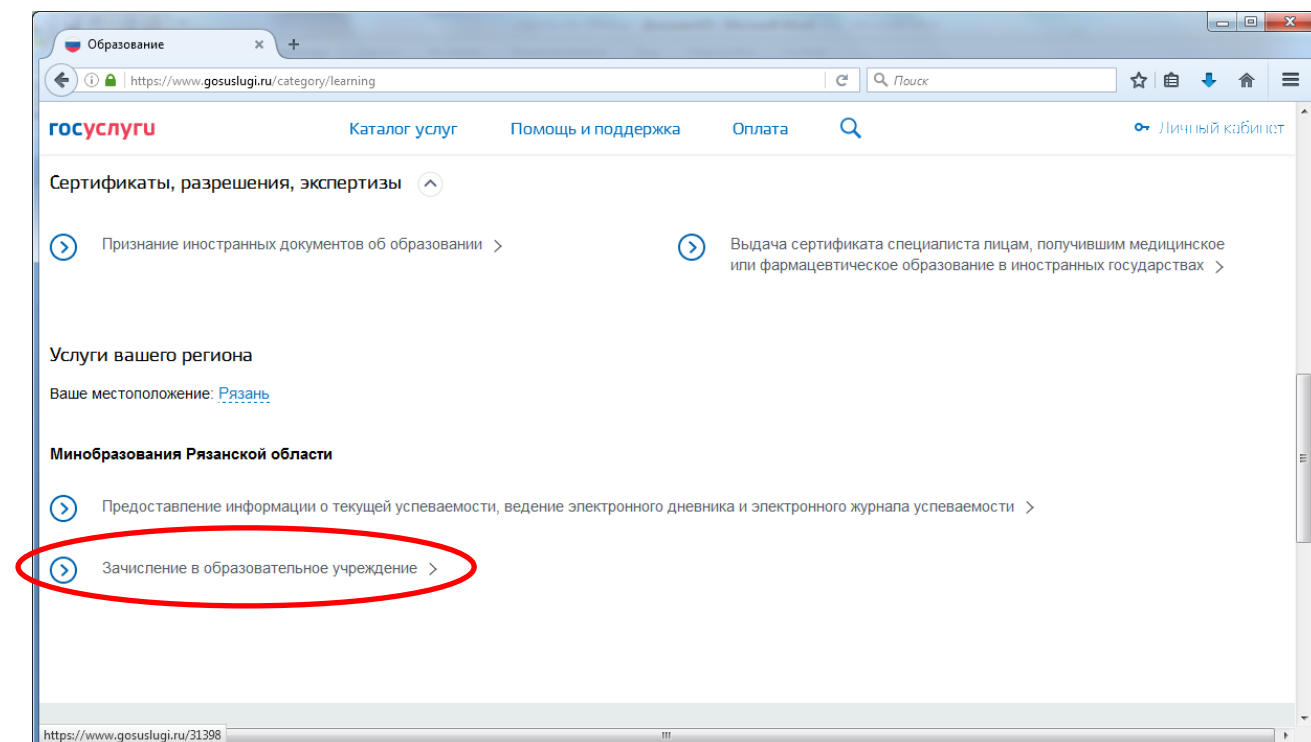 Образование
https://www.gosuslugi.ru/category/learning
Поиск
госуслуги
Каталог услуг
Помощь и поддержка
Оплата
Личный кабинет
Сертификаты, разрешения, экспертизы
Признание иностранных документов об образовании
Выдача сертификата специалиста лицам, получившим медицинское
или фармацевтическое образование в иностранных государствах
Услуги вашего региона
Ваше местоположение: Рязань
Минобразования Рязанской области
Предоставление информации о текущей успеваемости, ведение электронного дневника и электронного журнала успеваемости
Зачисление в образовательное учреждение
https://www.gosuslugi.ru/31398